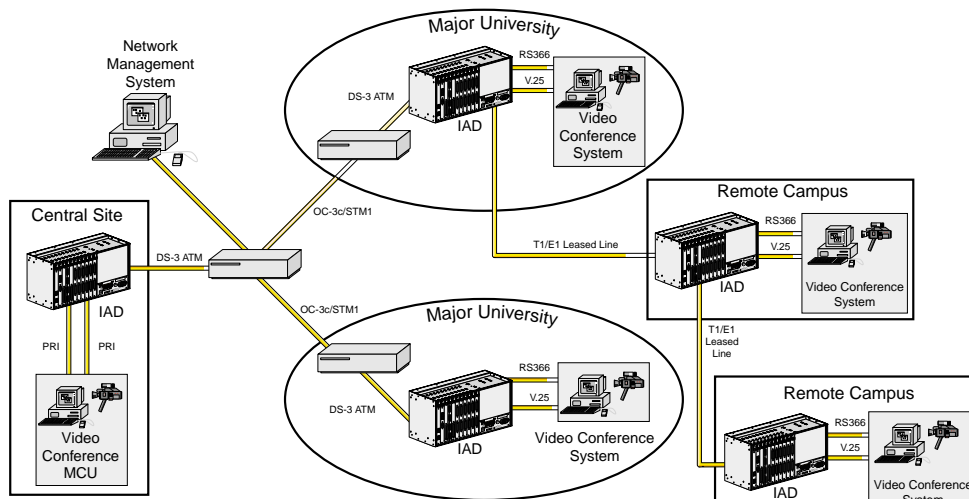 Network
Management
System
Major University
RS366
V.25
DS-3 ATM
IAD
Video
Conference
System
OC-3c/STM1
Central Site
DS-3 ATM
IAD
PRI
PRI
Video
Conference
MCU
T1/E1 Leased Line
Remote Campus
RS366
V.25
IAD
Video Conference
System
T1/E1
Leased
Line
OC-3c/STM1
Major University
RS366
V.25
DS-3 ATM
IAD
Video Conference
System
Remote Campus
RS366
V.25
IAD
Video Conference
System